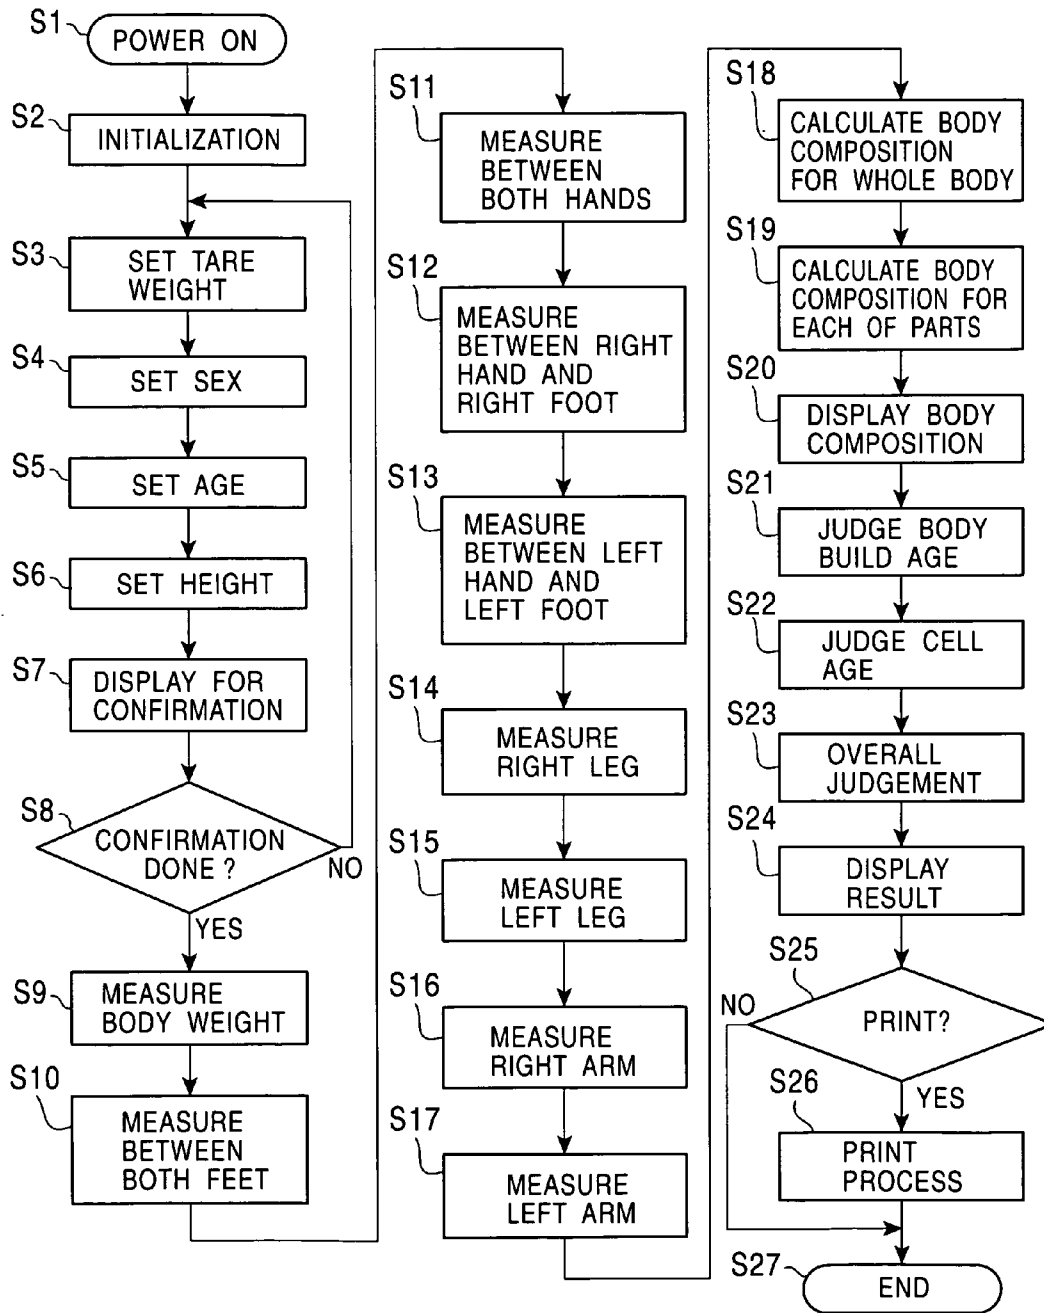 S1
POWER ON
S2
INITIALIZATION
S3
SET TARE
WEIGHT
S4
SET SEX
S5
SET AGE
S6
SET HEIGHT
S7
DISPLAY FOR
CONFIRMATION
S8
CONFIRMATION
DONE?
NO
YES
S9
MEASURE
BODY WEIGHT
S10
MEASURE
BETWEEN
BOTH FEET
S11
MEASURE
BETWEEN
BOTH HANDS
S12
MEASURE
BETWEEN RIGHT
HAND AND
RIGHT FOOT
S13
MEASURE
BETWEEN LEFT
HAND AND
LEFT FOOT
S14
MEASURE
RIGHT LEG
S15
MEASURE
LEFT LEG
S16
MEASURE
RIGHT ARM
S17
MEASURE
LEFT ARM
S18
CALCULATE BODY
COMPOSITION
FOR WHOLE BODY
S19
CALCULATE BODY
COMPOSITION FOR
EACH OF PARTS
S20
DISPLAY BODY
COMPOSITION
S21
JUDGE BODY
BUILD AGE
S22
JUDGE CELL
AGE
S23
OVERALL
JUDGEMENT
S24
DISPLAY
RESULT
S25
NO
PRINT?
YES
S26
PRINT
PROCESS
S27
END